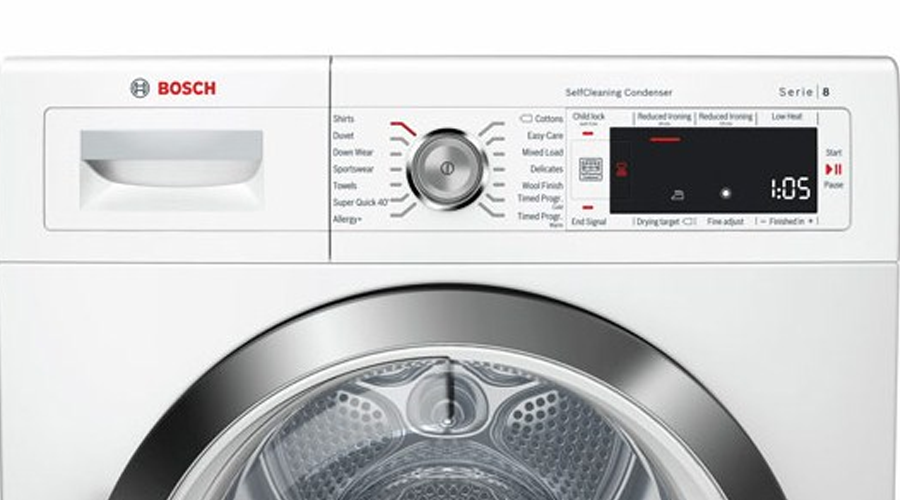 BOSCH
SelfCleaning Condenser
Serie 8
Shirts
Duvet
Down Wear
Sportswear
Towels
Super Quick 40'
Allergy+
Cottons
Easy-Care
Mixed Load
Delicates
Wool Finish
Timed Progr.
Cold
Timed Progr.
Warm
Child lock
Reduced Ironing
Reduced Ironing
Low Heat
1:05
Start
Pause
End Signal
Drying target
Fine adjust
– Finished in +